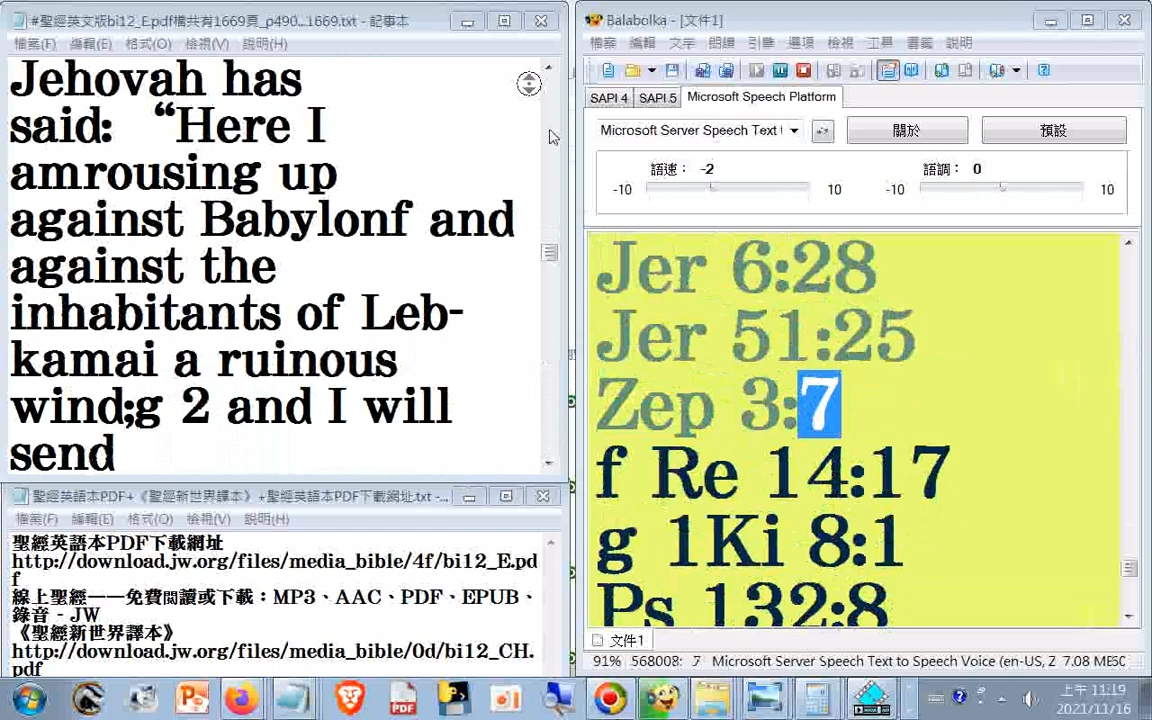 #聖經英文版bi12_E.pdf檔共有1669頁_p490...1669.txt - 記事本
檔案(F) 編輯(E) 格式(O) 檢視(V) 說明(H)
Jehovah has
said: “Here I
amrousing up
against Babylonf and
against the
inhabitants of Leb-
kamai a ruinous
wind;g 2 and I will
send
聖經英語本PDF+《聖經新世界譯本》+聖經英語本PDF下載網址.txt -...
檔案(F) 編輯(E) 格式(O) 檢視(V) 說明(H)
聖經英語本PDF下載網址
http://download.jw.org/files/media_bible/4f/bi12_E.pd
f
線上聖經——免費閱讀或下載：MP3、AAC、PDF、EPUB、
錄音 - JW
《聖經新世界譯本》
http://download.jw.org/files/media_bible/0d/bi12_CH.
pdf
Balabolka - [文件1]
檔案 編輯 文字 朗讀 引擎 選項 檢視 工具 書籤 說明
SAPI 4 SAPI 5 Microsoft Speech Platform
Microsoft Server Speech Text 關於 預設
語速： -2 語調： 0
-10 10 -10 10
Jer 6:28
Jer 51:25
Zep 3:7
f Re 14:17
g 1Ki 8:1
Ps 132:8
文件1
91% 568008: 7 Microsoft Server Speech Text to Speech Voice (en-US, Z 7.08 ME50
PDF
上午 11:19
2021/11/16